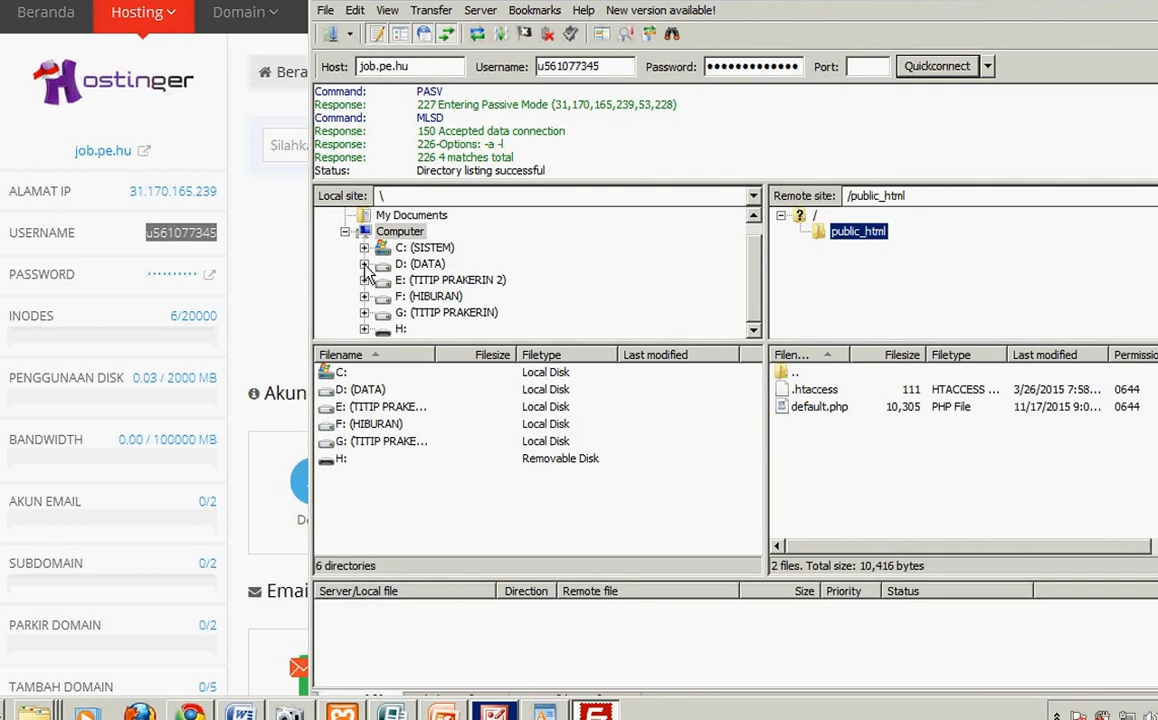 Beranda Hosting Domain
Hostinger
job.pe.hu
ALAMAT IP 31.170.165.239
USERNAME u561077345
PASSWORD ··········
INODES 6/20000
PENGGUNAAN DISK 0.03 / 2000 MB
BANDWIDTH 0.00 / 100000 MB
AKUN EMAIL 0/2
SUBDOMAIN 0/2
PARKIR DOMAIN 0/2
TAMBAH DOMAIN 0/5
Bera
Silahk
Akun
De
Emai
File Edit View Transfer Server Bookmarks Help New version available!
Host: job.pe.hu Username: u561077345 Password: ●●●●●●●●●●●●● Port: Quickconnect
Command: PASV
Response: 227 Entering Passive Mode (31,170,165,239,53,228)
Command: MLSD
Response: 150 Accepted data connection
Response: 226-Options: -a -l
Response: 226 4 matches total
Status: Directory listing successful
Local site: \
My Documents
Computer
C: (SISTEM)
D: (DATA)
E: (TITIP PRAKERIN 2)
F: (HIBURAN)
G: (TITIP PRAKERIN)
H:
Remote site: /public_html
/
public_html
Filename Filesize Filetype Last modified
C: Local Disk
D: (DATA) Local Disk
E: (TITIP PRAKE... Local Disk
F: (HIBURAN) Local Disk
G: (TITIP PRAKE... Local Disk
H: Removable Disk
6 directories
Filen... Filesize Filetype Last modified Permissio
..
.htaccess 111 HTACCESS ... 3/26/2015 7:58... 0644
default.php 10,305 PHP File 11/17/2015 9:0... 0644
2 files. Total size: 10,416 bytes
Server/Local file Direction Remote file Size Priority Status